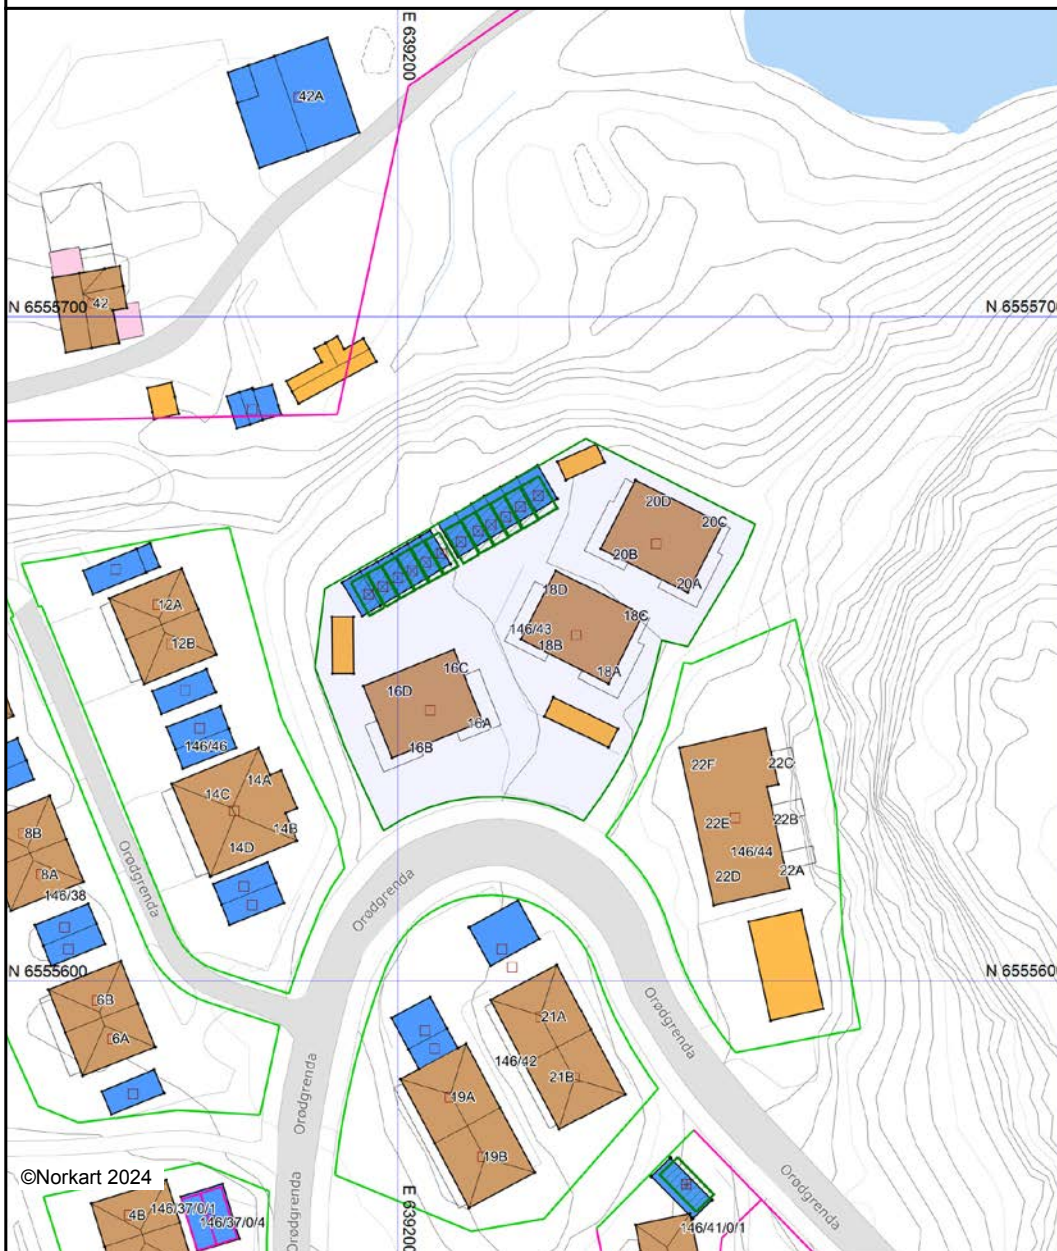 E 639200
42A
42
N 6555700
N 6555700
20D
20C
20B
20A
18D
18C
146/43
18B
18A
12A
12B
16C
16D
16A
16B
146/46
14A
14C
14B
14D
22F
22C
22E
22B
146/44
22D
22A
8B
8A
146/38
Orødgrenda
Orødgrenda
N 6555600
N 6555600
6B
6A
21A
146/42
21B
19A
19B
Orødgrenda
Orødgrenda
Orødgrenda
Orødgrenda
©Norkart 2024
E 639200
4B
146/37/0/1
146/37/0/4
146/41/0/1